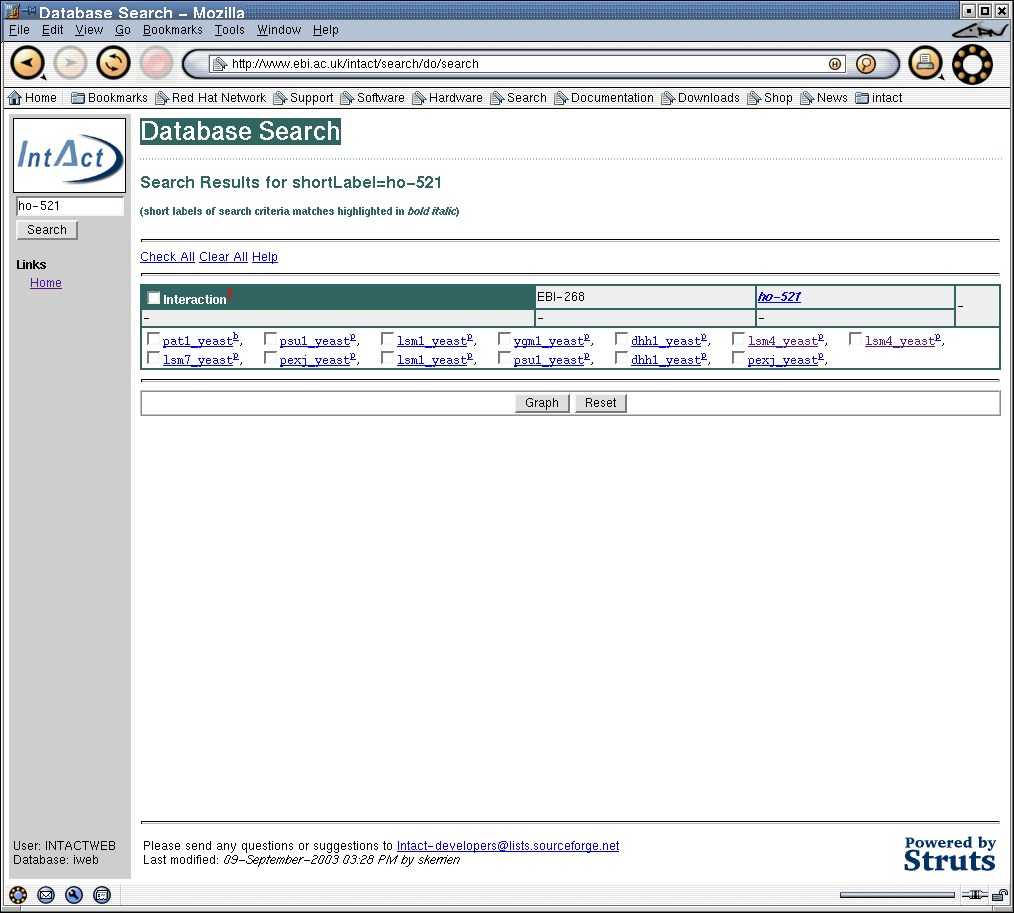 Database Search – Mozilla
File Edit View Go Bookmarks Tools Window Help
http://www.ebi.ac.uk/intact/search/do/search
Home Bookmarks Red Hat Network Support Software Hardware Search Documentation Downloads Shop News intact
IntAct
ho-521
Search
Links
Home
Database Search
Search Results for shortLabel=ho-521
(short labels of search criteria matches highlighted in bold italic)
Check All Clear All Help
Interaction? EBI-268 ho-521 -
- - -
pat1_yeast b, psu1_yeast p, lsm1_yeast p, ygm1_yeast p, dhh1_yeast p, lsm4_yeast p, lsm4_yeast p,
lsm7_yeast p, pexj_yeast p, lsm1_yeast p, psu1_yeast p, dhh1_yeast p, pexj_yeast p,
Graph Reset
User: INTACTWEB
Database: iweb
Please send any questions or suggestions to Intact-developers@lists.sourceforge.net
Last modified: 09-September-2003 03:28 PM by skerrien
Powered by
Struts